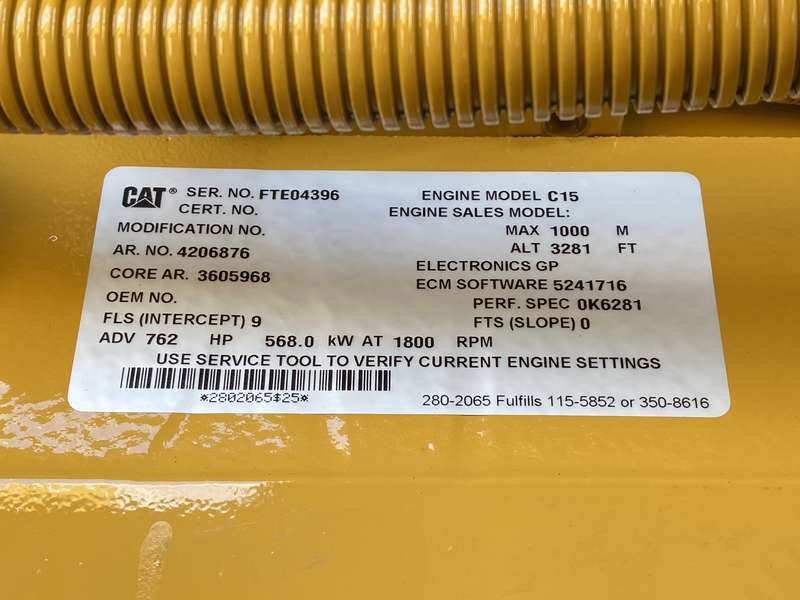 CAT® SER. NO. FTE04396 ENGINE MODEL C15
CERT. NO. ENGINE SALES MODEL:
MODIFICATION NO. MAX 1000 M
AR. NO. 4206876 ALT 3281 FT
CORE AR. 3605968 ELECTRONICS GP
ECM SOFTWARE 5241716
OEM NO. PERF. SPEC 0K6281
FLS (INTERCEPT) 9 FTS (SLOPE) 0
ADV 762 HP 568.0 kW AT 1800 RPM
USE SERVICE TOOL TO VERIFY CURRENT ENGINE SETTINGS
*2802065$25*
280-2065 Fulfills 115-5852 or 350-8616